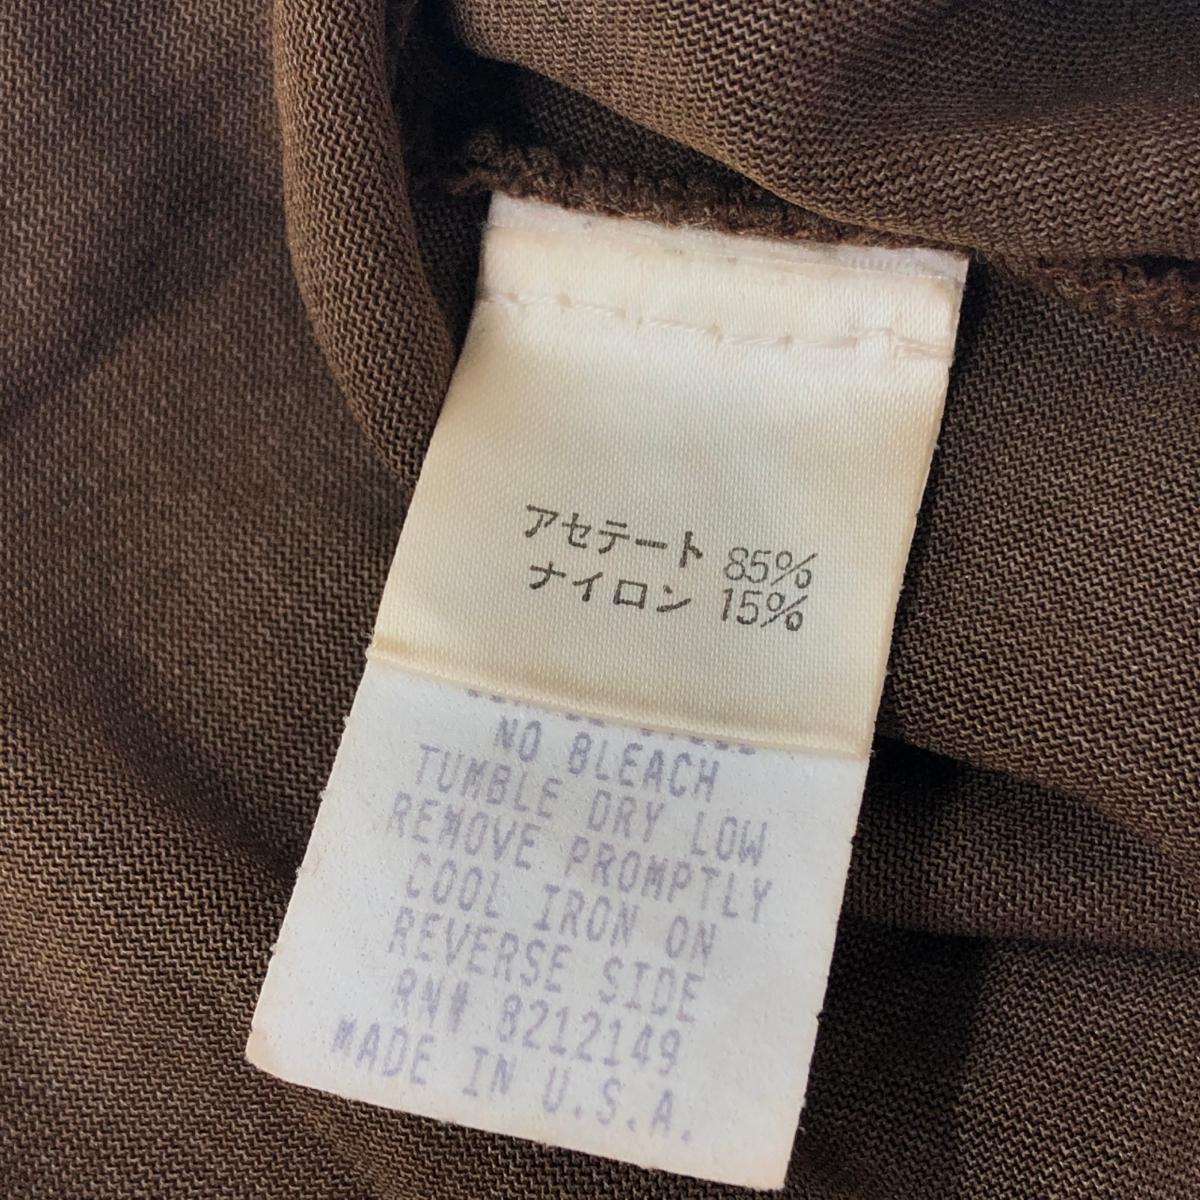 アセテート 85%
ナイロン 15%
NO BLEACH
TUMBLE DRY LOW
REMOVE PROMPTLY
COOL IRON ON
REVERSE SIDE
RN# 8212149
MADE IN U.S.A.